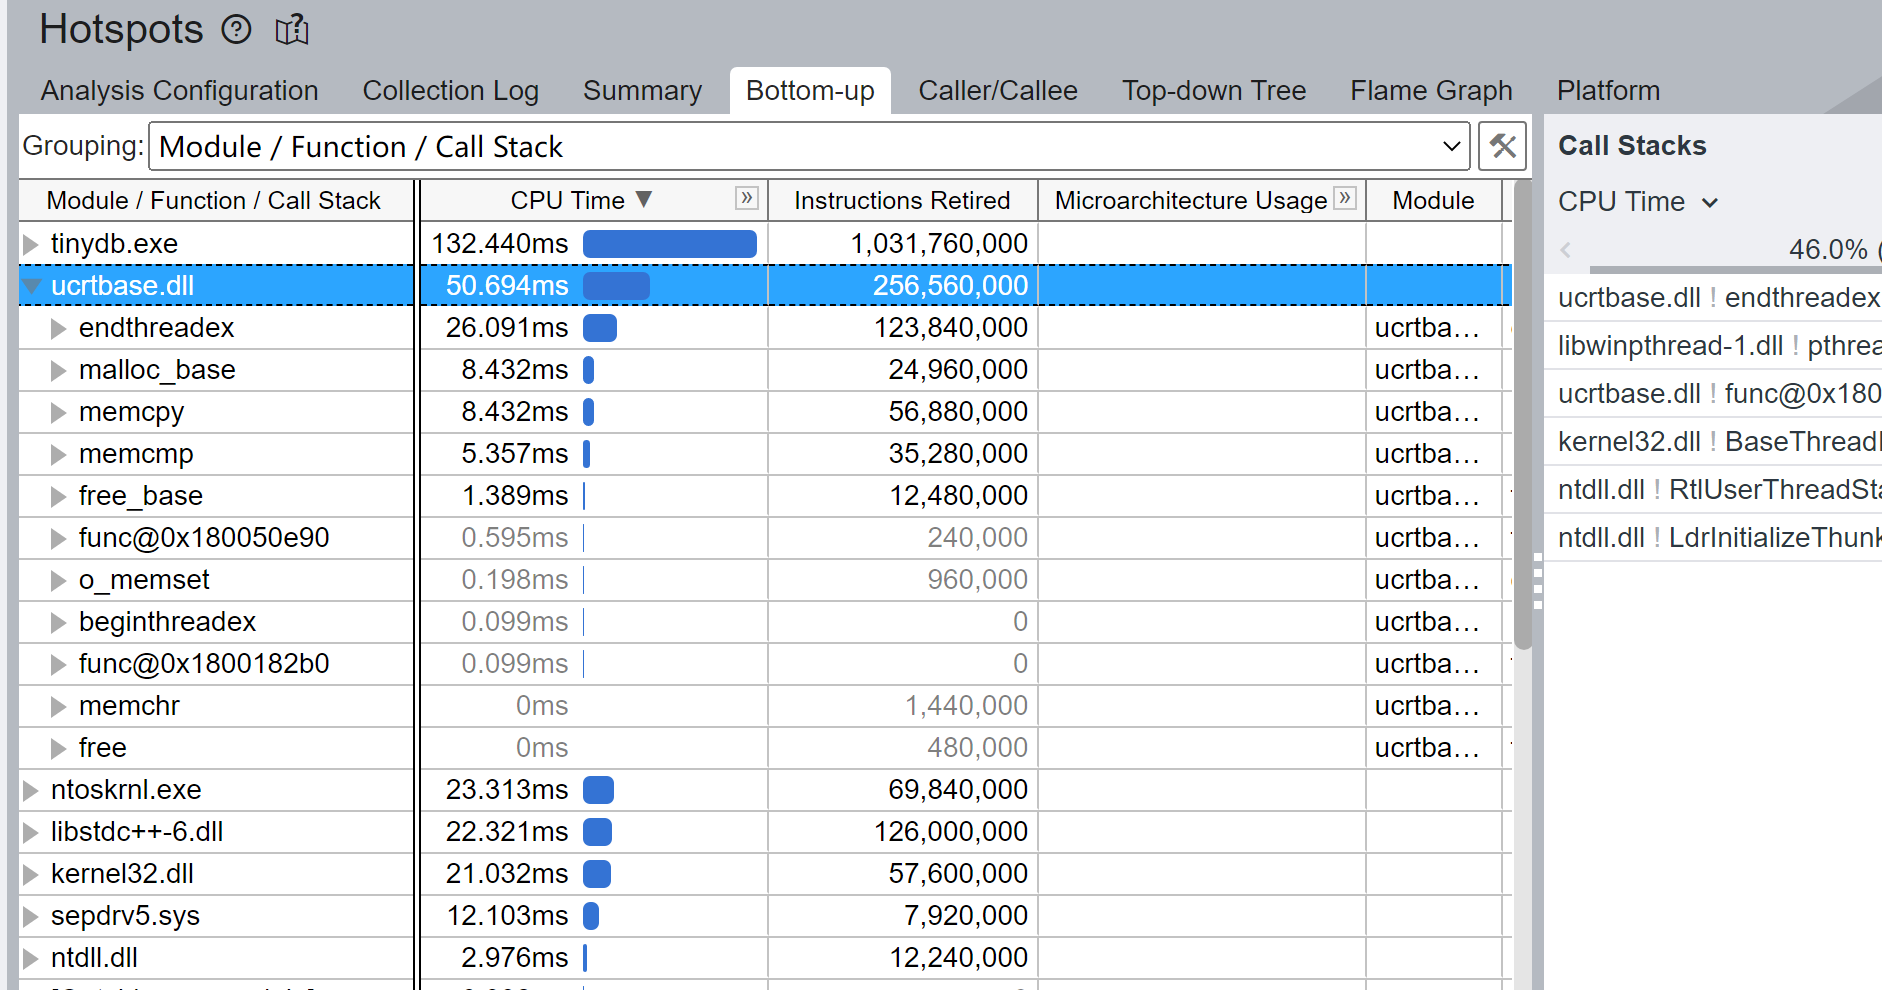 Hotspots
Analysis Configuration Collection Log Summary Bottom-up Caller/Callee Top-down Tree Flame Graph Platform
Grouping: Module / Function / Call Stack
Module / Function / Call Stack CPU Time ▼ » Instructions Retired Microarchitecture Usage » Module
tinydb.exe 132.440ms 1,031,760,000
ucrtbase.dll 50.694ms 256,560,000
endthreadex 26.091ms 123,840,000 ucrtba…
malloc_base 8.432ms 24,960,000 ucrtba…
memcpy 8.432ms 56,880,000 ucrtba…
memcmp 5.357ms 35,280,000 ucrtba…
free_base 1.389ms 12,480,000 ucrtba…
func@0x180050e90 0.595ms 240,000 ucrtba…
o_memset 0.198ms 960,000 ucrtba…
beginthreadex 0.099ms 0 ucrtba…
func@0x1800182b0 0.099ms 0 ucrtba…
memchr 0ms 1,440,000 ucrtba…
free 0ms 480,000 ucrtba…
ntoskrnl.exe 23.313ms 69,840,000
libstdc++-6.dll 22.321ms 126,000,000
kernel32.dll 21.032ms 57,600,000
sepdrv5.sys 12.103ms 7,920,000
ntdll.dll 2.976ms 12,240,000
Call Stacks
CPU Time
46.0% (
ucrtbase.dll ! endthreadex
libwinpthread-1.dll ! pthrea
ucrtbase.dll ! func@0x180
kernel32.dll ! BaseThreadI
ntdll.dll ! RtlUserThreadSta
ntdll.dll ! LdrInitializeThunk